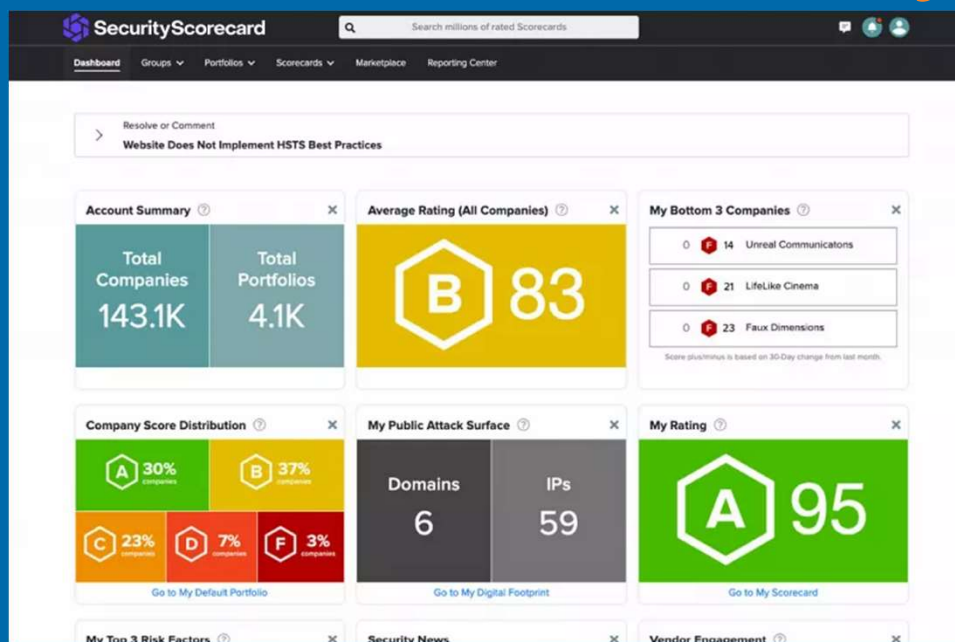 SecurityScorecard
Search millions of rated Scorecards
Dashboard Groups Portfolios Scorecards Marketplace Reporting Center
Resolve or Comment
Website Does Not Implement HSTS Best Practices
Account Summary ?
Total Companies
143.1K
Total Portfolios
4.1K
Average Rating (All Companies) ?
B 83
My Bottom 3 Companies ?
0 F 14 Unreal Communicatons
0 F 21 LifeLike Cinema
0 F 23 Faux Dimensions
Score plus/minus is based on 30-Day change from last month.
Company Score Distribution ?
A 30% companies
B 37% companies
C 23% companies
D 7% companies
F 3% companies
Go to My Default Portfolio
My Public Attack Surface ?
Domains
6
IPs
59
Go to My Digital Footprint
My Rating ?
A 95
Go to My Scorecard
My Top 3 Risk Factors ?
Security News
Vendor Engagement ?